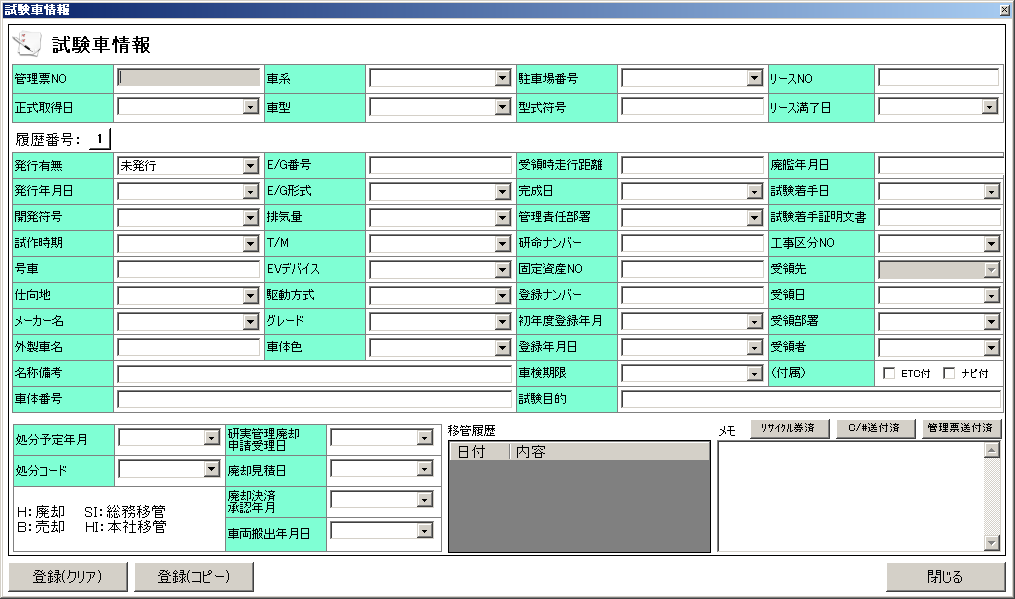 試験車情報
試験車情報
管理票NO 車系 駐車場番号 リースNO
正式取得日 車型 型式符号 リース満了日
履歴番号: 1
発行有無 未発行 E/G番号 受領時走行距離 廃艦年月日
発行年月日 E/G形式 完成日 試験着手日
開発符号 排気量 管理責任部署 試験着手証明文書
試作時期 T/M 研命ナンバー 工事区分NO
号車 EVデバイス 固定資産NO 受領先
仕向地 駆動方式 登録ナンバー 受領日
メーカー名 グレード 初年度登録年月 受領部署
外製車名 車体色 登録年月日 受領者
名称備考 車検期限 (付属) ETC付 ナビ付
車体番号 試験目的
処分予定年月 研実管理廃却
申請受理日 移管履歴 メモ リサイクル券済 C/#送付済 管理票送付済
処分コード 廃却見積日 日付 内容
H:廃却 SI:総務移管 廃却決済
承認年月
B:売却 HI:本社移管 車両搬出年月日
登録(クリア) 登録(コピー) 閉じる